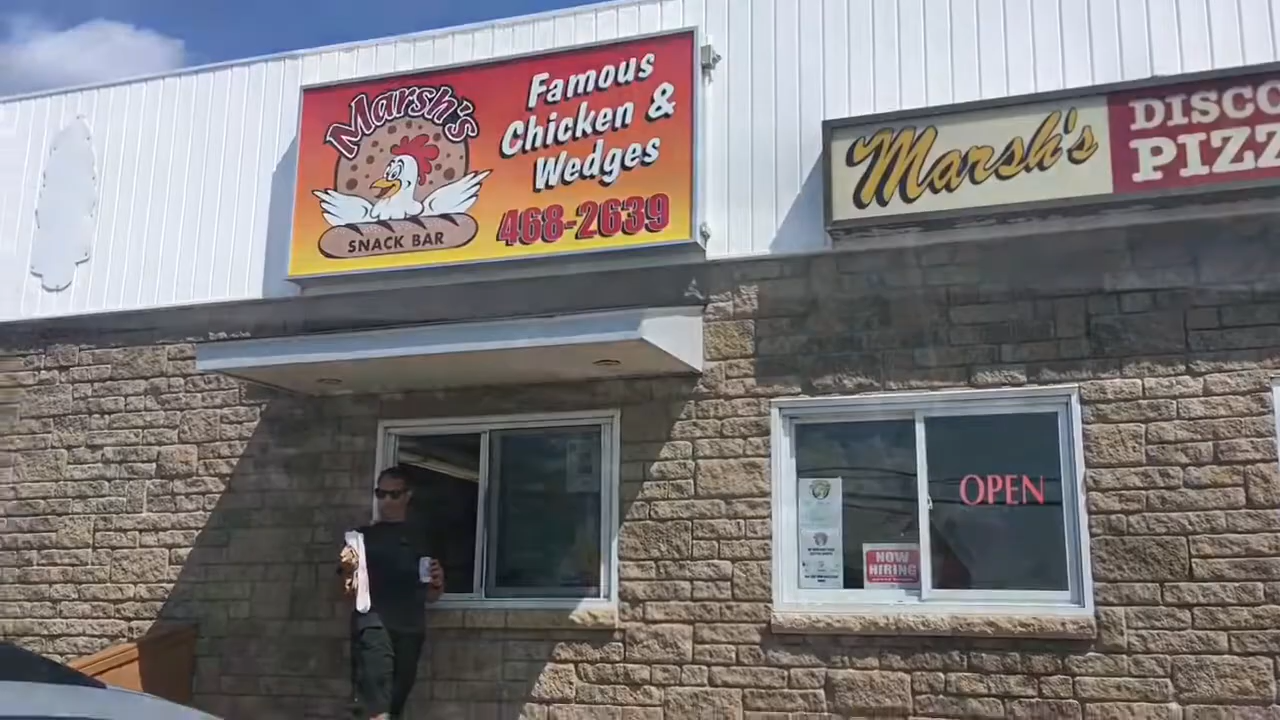 Marsh's
SNACK BAR
Famous
Chicken &
Wedges
468-2639
Marsh's
DISCO
PIZZ
OPEN
NOW
HIRING